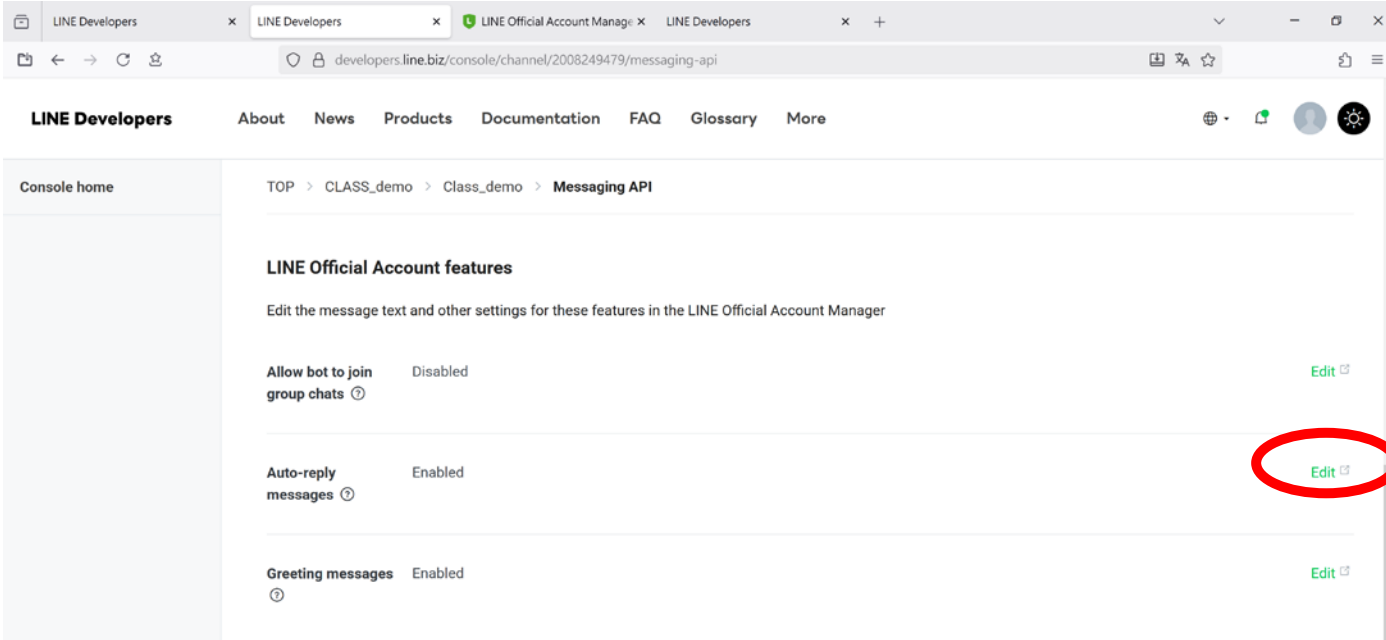 LINE Developers
LINE Developers
LINE Official Account Manage
LINE Developers
developers.line.biz/console/channel/2008249479/messaging-api
LINE Developers
About News Products Documentation FAQ Glossary More
Console home
TOP > CLASS_demo > Class_demo > Messaging API
LINE Official Account features
Edit the message text and other settings for these features in the LINE Official Account Manager
Allow bot to join Disabled Edit
group chats
Auto-reply Enabled Edit
messages
Greeting messages Enabled Edit